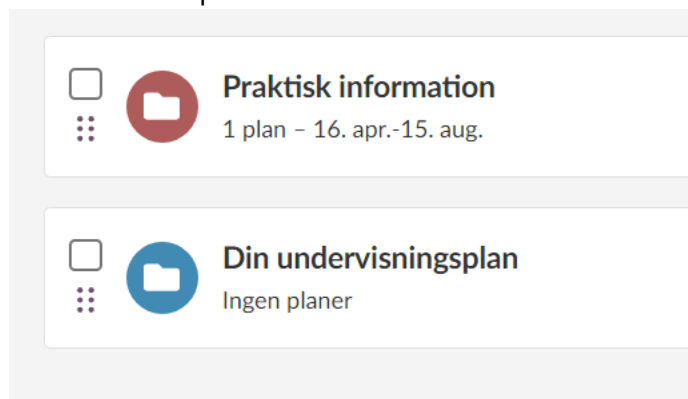 Praktisk information
1 plan – 16. apr.-15. aug.
Din undervisningsplan
Ingen planer